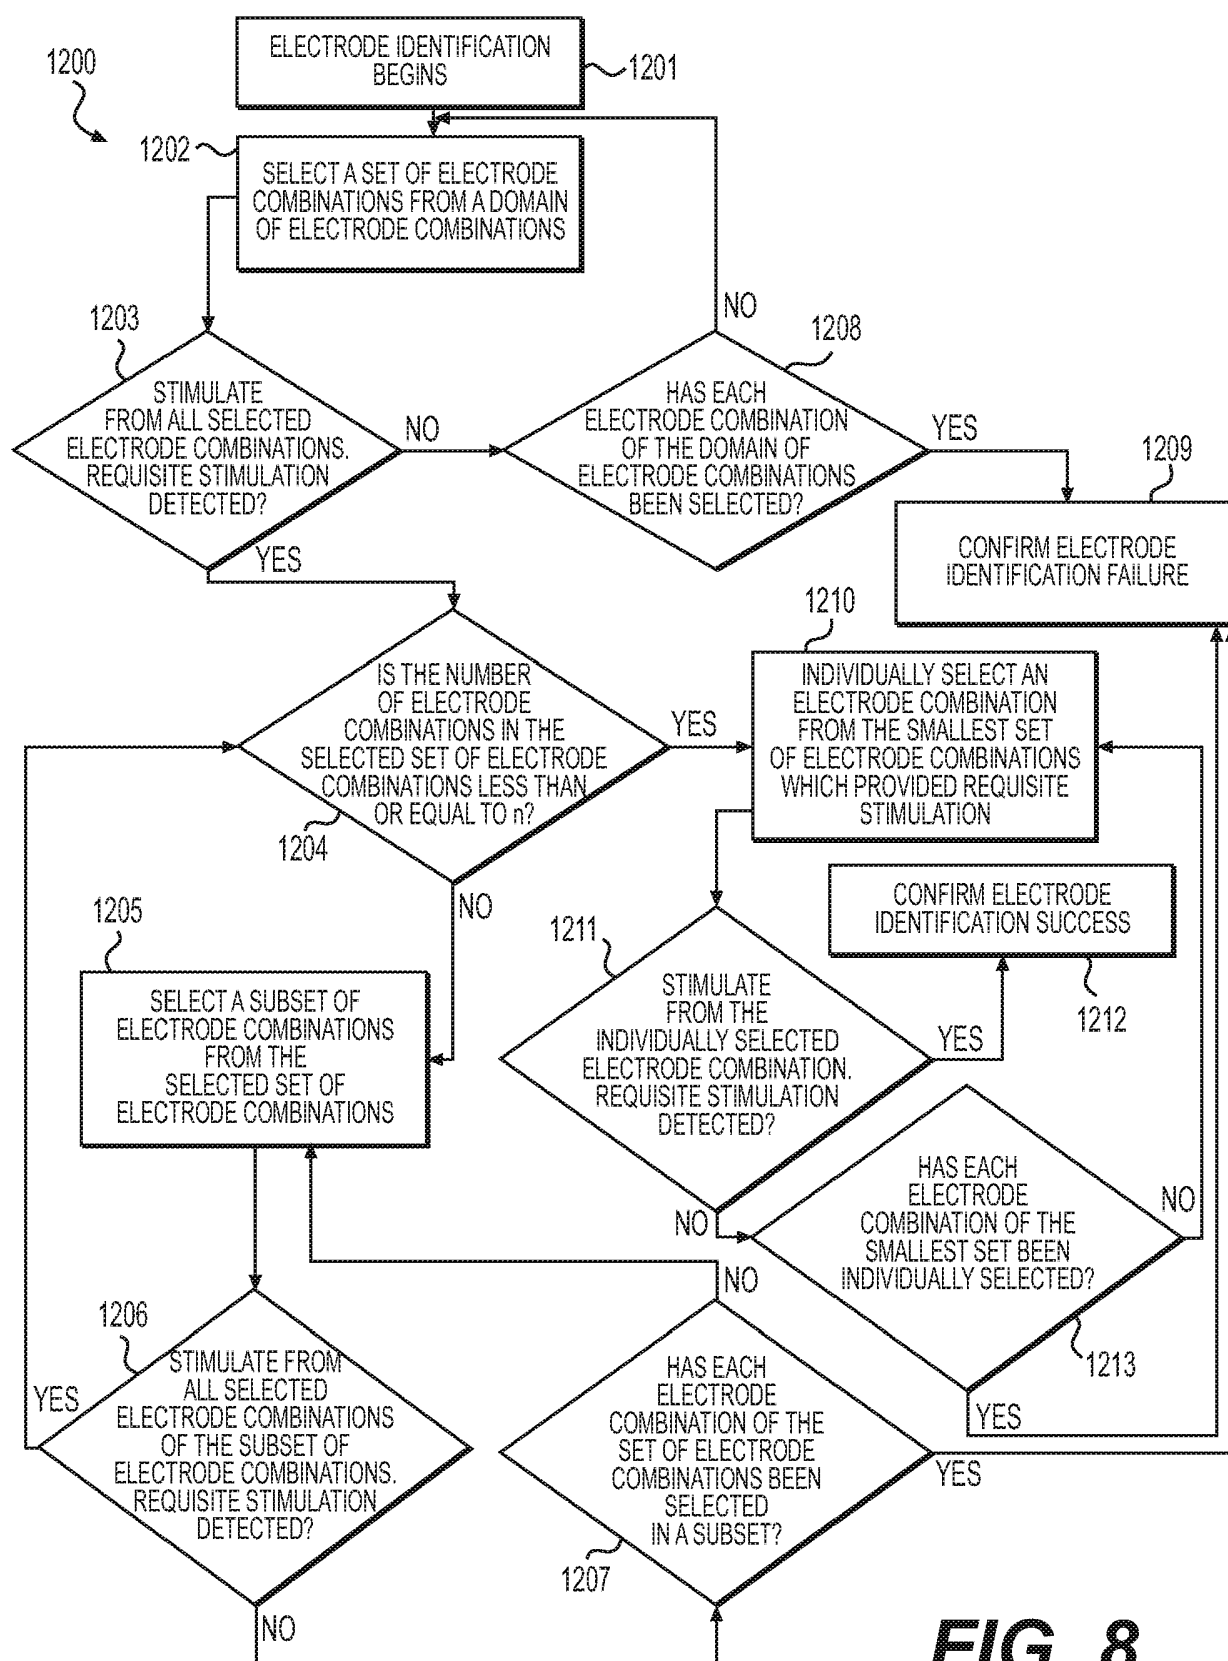 1200
ELECTRODE IDENTIFICATION
BEGINS
1201
1202
SELECT A SET OF ELECTRODE
COMBINATIONS FROM A DOMAIN
OF ELECTRODE COMBINATIONS
1203
STIMULATE
FROM ALL SELECTED
ELECTRODE COMBINATIONS.
REQUISITE STIMULATION
DETECTED?
NO
YES
1208
HAS EACH
ELECTRODE COMBINATION
OF THE DOMAIN OF
ELECTRODE COMBINATIONS
BEEN SELECTED?
NO
YES
1209
CONFIRM ELECTRODE
IDENTIFICATION FAILURE
IS THE NUMBER
OF ELECTRODE
COMBINATIONS IN THE
SELECTED SET OF ELECTRODE
COMBINATIONS LESS THAN
OR EQUAL TO n?
1204
YES
NO
1210
INDIVIDUALLY SELECT AN
ELECTRODE COMBINATION
FROM THE SMALLEST SET
OF ELECTRODE COMBINATIONS
WHICH PROVIDED REQUISITE
STIMULATION
CONFIRM ELECTRODE
IDENTIFICATION SUCCESS
1212
1205
SELECT A SUBSET OF
ELECTRODE COMBINATIONS
FROM THE
SELECTED SET OF
ELECTRODE COMBINATIONS
1211
STIMULATE
FROM THE
INDIVIDUALLY SELECTED
ELECTRODE COMBINATION.
REQUISITE STIMULATION
DETECTED?
YES
NO
HAS EACH
ELECTRODE
COMBINATION OF THE
SMALLEST SET BEEN
INDIVIDUALLY SELECTED?
NO
1213
YES
1206
STIMULATE FROM
ALL SELECTED
ELECTRODE COMBINATIONS
OF THE SUBSET OF
ELECTRODE COMBINATIONS.
REQUISITE STIMULATION
DETECTED?
YES
NO
NO
HAS EACH
ELECTRODE
COMBINATION OF THE
SET OF ELECTRODE
COMBINATIONS BEEN
SELECTED
IN A SUBSET?
YES
1207
FIG. 8